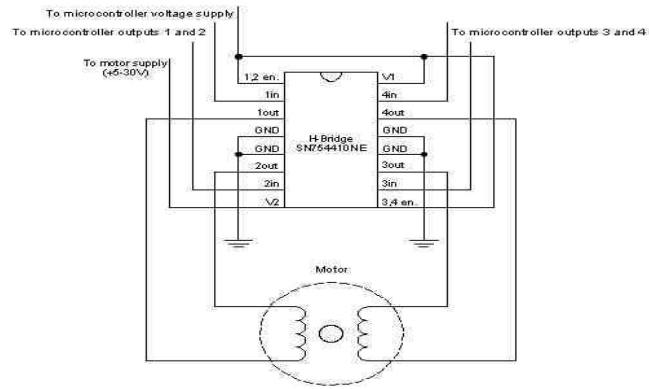 To microcontroller voltage supply
To microcontroller outputs 1 and 2
To microcontroller outputs 3 and 4
To motor supply
(+5-30V)
1,2 en.
V1
1in
4in
1out
4out
GND
GND
H-Bridge
SN754410NE
GND
GND
2out
3out
2in
3in
V2
3,4 en.
Motor